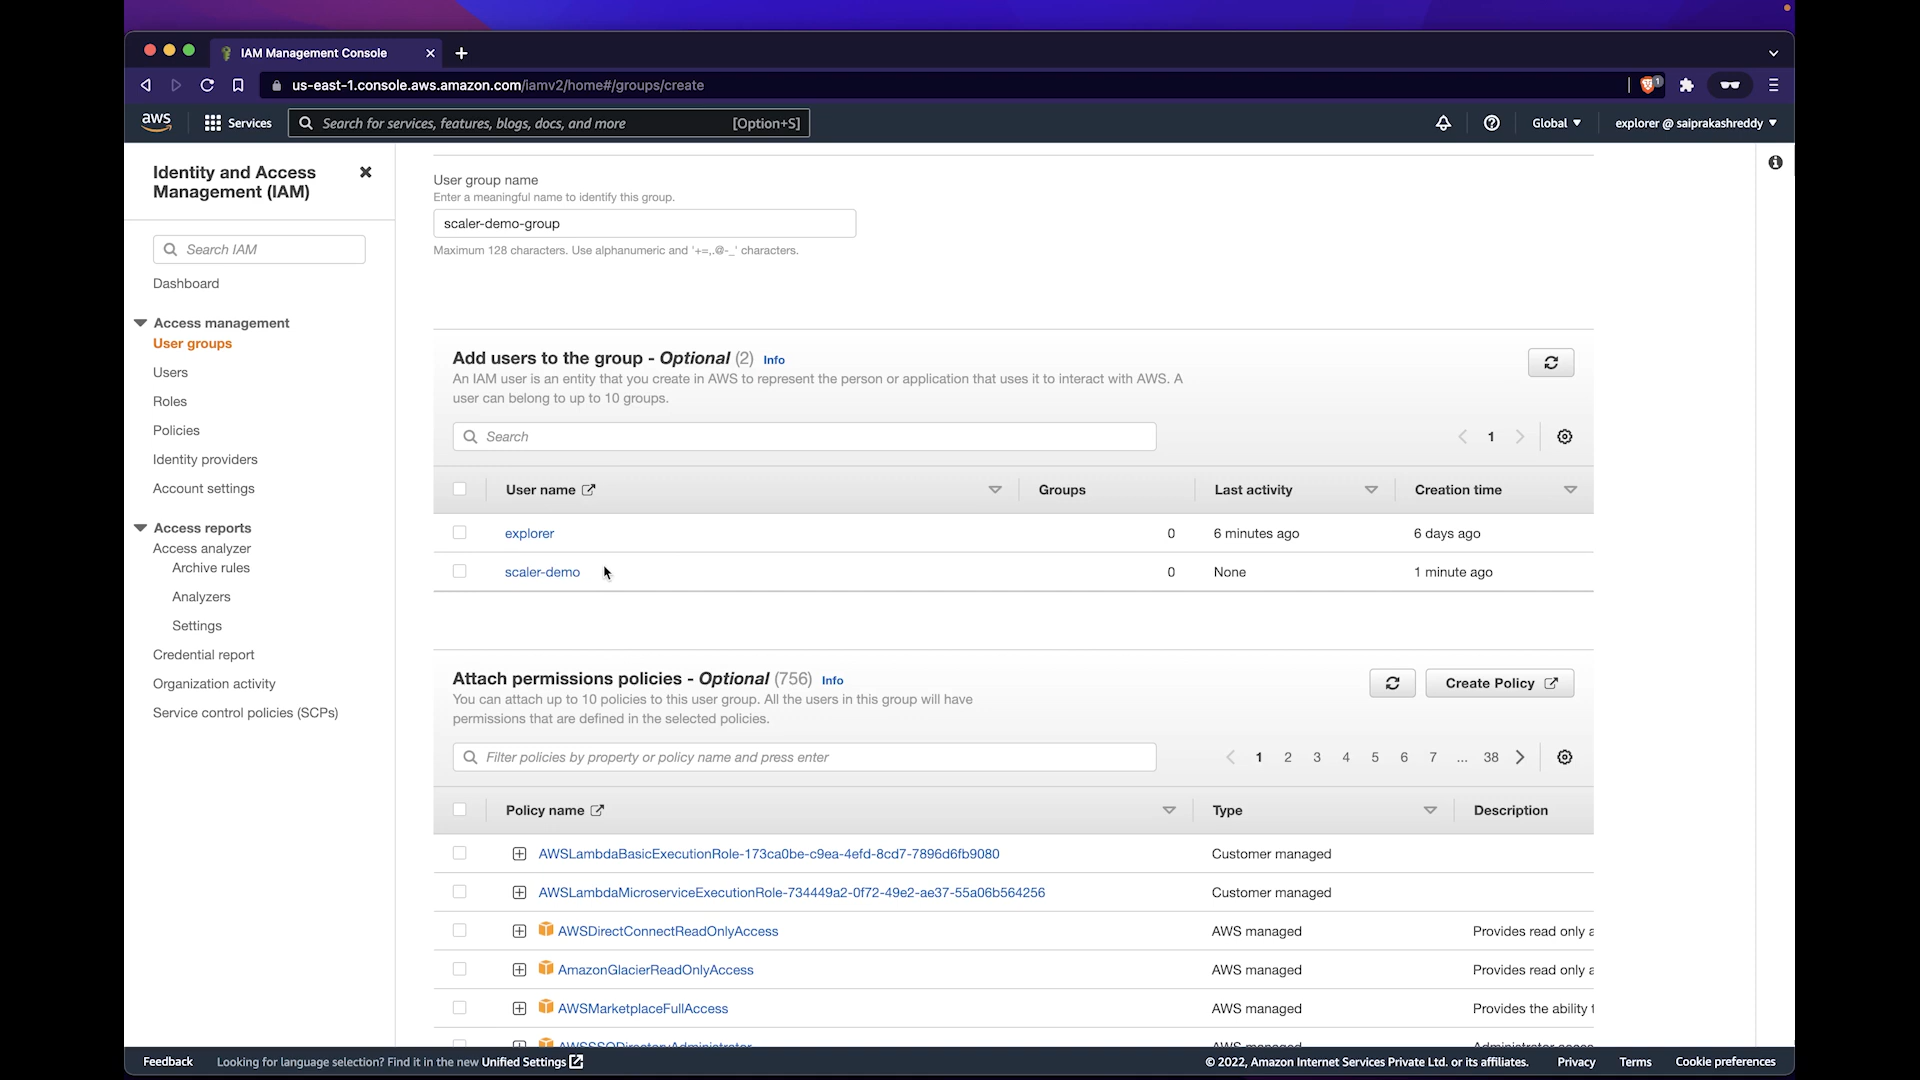 IAM Management Console
us-east-1.console.aws.amazon.com/iamv2/home#/groups/create
1
aws
Services
Search for services, features, blogs, docs, and more
[Option+S]
Global
explorer @ saiprakashreddy
Identity and Access
Management (IAM)
Search IAM
Dashboard
Access management
User groups
Users
Roles
Policies
Identity providers
Account settings
Access reports
Access analyzer
Archive rules
Analyzers
Settings
Credential report
Organization activity
Service control policies (SCPs)
User group name
Enter a meaningful name to identify this group.
scaler-demo-group
Maximum 128 characters. Use alphanumeric and '+=,.@-_' characters.
Add users to the group - Optional (2) Info
An IAM user is an entity that you create in AWS to represent the person or application that uses it to interact with AWS. A
user can belong to up to 10 groups.
Search
1
User name Groups Last activity Creation time
explorer 0 6 minutes ago 6 days ago
scaler-demo 0 None 1 minute ago
Attach permissions policies - Optional (756) Info
You can attach up to 10 policies to this user group. All the users in this group will have
permissions that are defined in the selected policies.
Create Policy
Filter policies by property or policy name and press enter
1 2 3 4 5 6 7 ... 38
Policy name Type Description
AWSLambdaBasicExecutionRole-173ca0be-c9ea-4efd-8cd7-7896d6fb9080 Customer managed
AWSLambdaMicroserviceExecutionRole-734449a2-0f72-49e2-ae37-55a06b564256 Customer managed
AWSDirectConnectReadOnlyAccess AWS managed Provides read only a
AmazonGlacierReadOnlyAccess AWS managed Provides read only a
AWSMarketplaceFullAccess AWS managed Provides the ability t
AWSSSODirectoryAdministrator AWS managed Administrator access
Feedback
Looking for language selection? Find it in the new Unified Settings
© 2022, Amazon Internet Services Private Ltd. or its affiliates.
Privacy
Terms
Cookie preferences